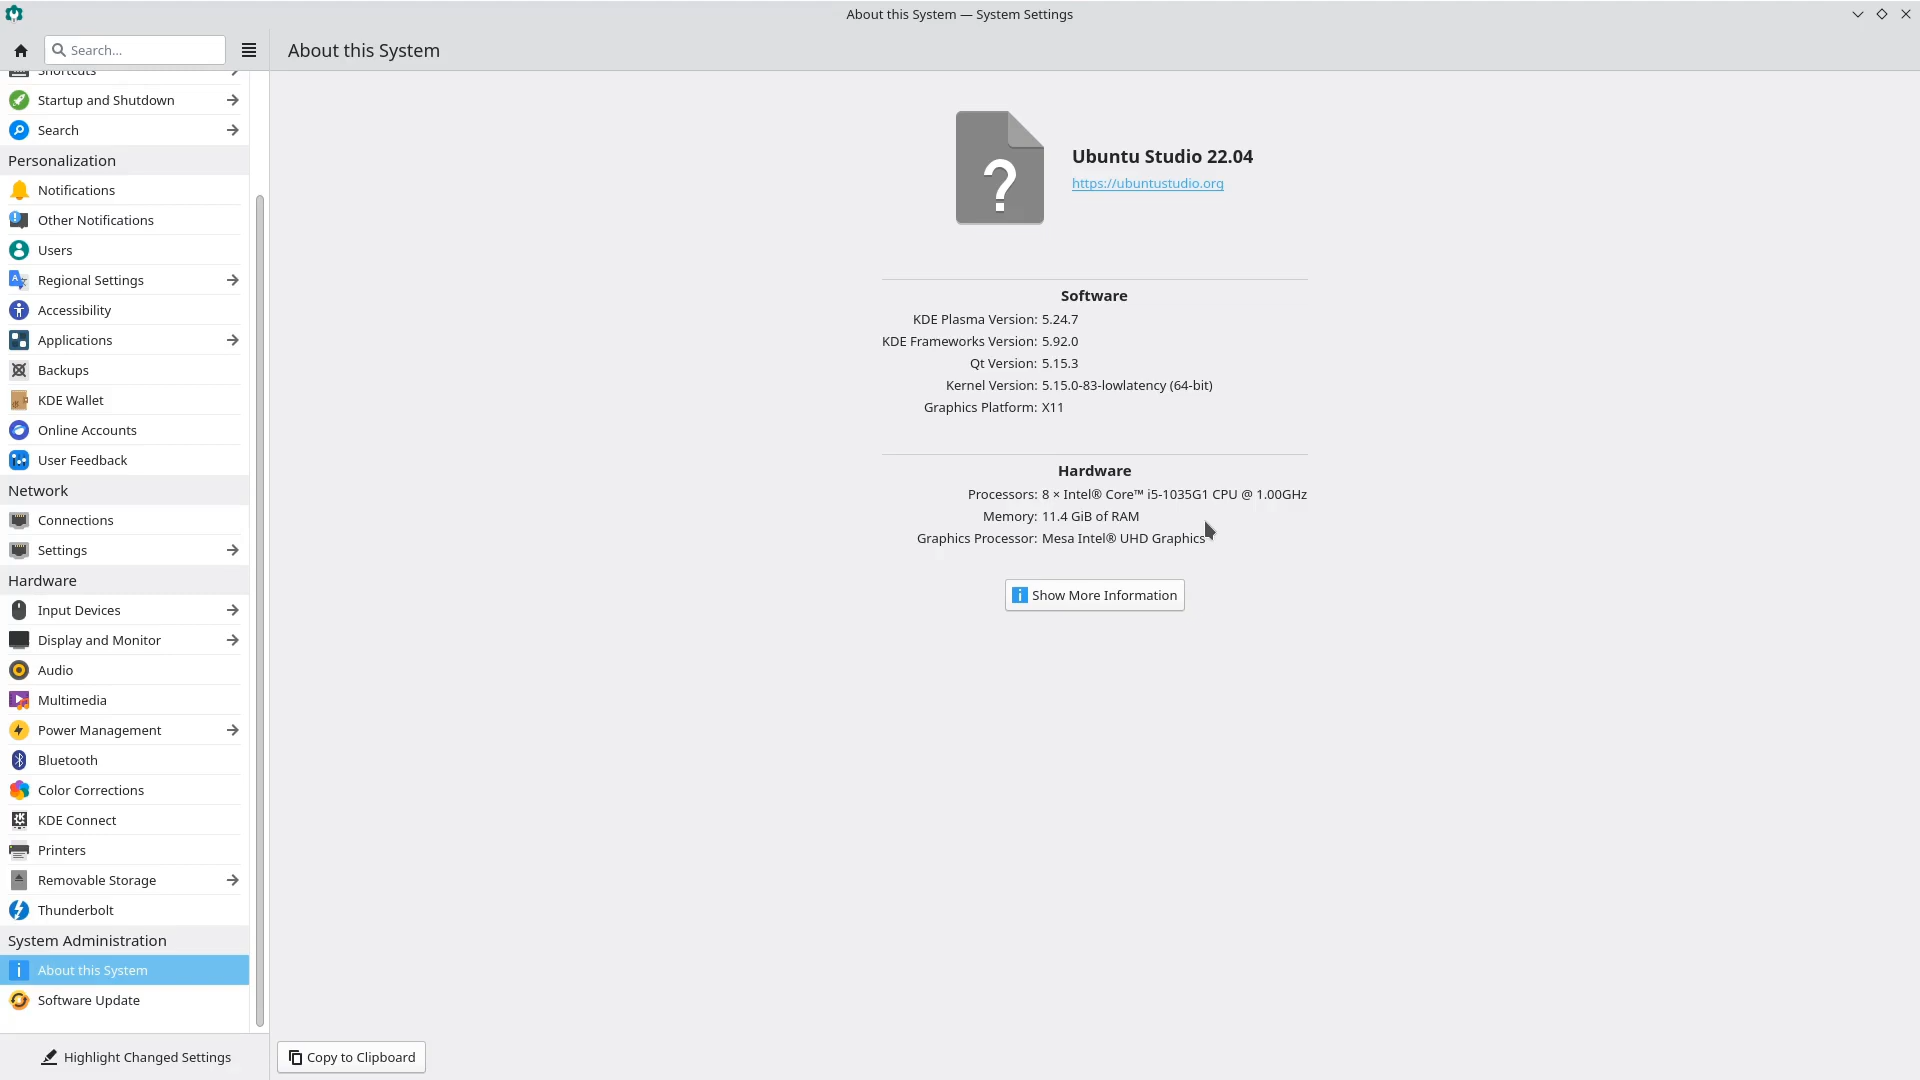 About this System — System Settings
Search...
About this System
Shortcuts
Startup and Shutdown
Search
Personalization
Notifications
Other Notifications
Users
Regional Settings
Accessibility
Applications
Backups
KDE Wallet
Online Accounts
User Feedback
Network
Connections
Settings
Hardware
Input Devices
Display and Monitor
Audio
Multimedia
Power Management
Bluetooth
Color Corrections
KDE Connect
Printers
Removable Storage
Thunderbolt
System Administration
About this System
Software Update
Highlight Changed Settings
?
Ubuntu Studio 22.04
https://ubuntustudio.org
Software
KDE Plasma Version: 5.24.7
KDE Frameworks Version: 5.92.0
Qt Version: 5.15.3
Kernel Version: 5.15.0-83-lowlatency (64-bit)
Graphics Platform: X11
Hardware
Processors: 8 × Intel® Core™ i5-1035G1 CPU @ 1.00GHz
Memory: 11.4 GiB of RAM
Graphics Processor: Mesa Intel® UHD Graphics
Show More Information
Copy to Clipboard